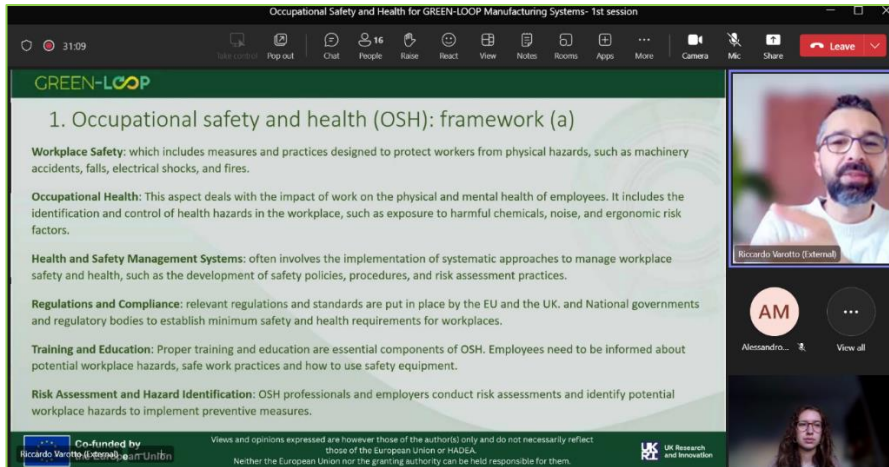 Occupational Safety and Health for GREEN-LOOP Manufacturing Systems- 1st session
31:09
Take control
Pop out
Chat
16
People
Raise
React
View
Notes
Rooms
Apps
More
Camera
Mic
Share
Leave
GREEN-LOOP
1. Occupational safety and health (OSH): framework (a)
Workplace Safety: which includes measures and practices designed to protect workers from physical hazards, such as machinery
accidents, falls, electrical shocks, and fires.
Occupational Health: This aspect deals with the impact of work on the physical and mental health of employees. It includes the
identification and control of health hazards in the workplace, such as exposure to harmful chemicals, noise, and ergonomic risk
factors.
Health and Safety Management Systems: often involves the implementation of systematic approaches to manage workplace
safety and health, such as the development of safety policies, procedures, and risk assessment practices.
Regulations and Compliance: relevant regulations and standards are put in place by the EU and the UK. and National governments
and regulatory bodies to establish minimum safety and health requirements for workplaces.
Training and Education: Proper training and education are essential components of OSH. Employees need to be informed about
potential workplace hazards, safe work practices and how to use safety equipment.
Risk Assessment and Hazard Identification: OSH professionals and employers conduct risk assessments and identify potential
workplace hazards to implement preventive measures.
Co-funded by
the European Union
Riccardo Varotto (External)
Views and opinions expressed are however those of the author(s) only and do not necessarily reflect
those of the European Union or HADEA.
Neither the European Union nor the granting authority can be held responsible for them.
UK Research
and Innovation
Riccardo Varotto (External)
AM
Alessandro...
View all